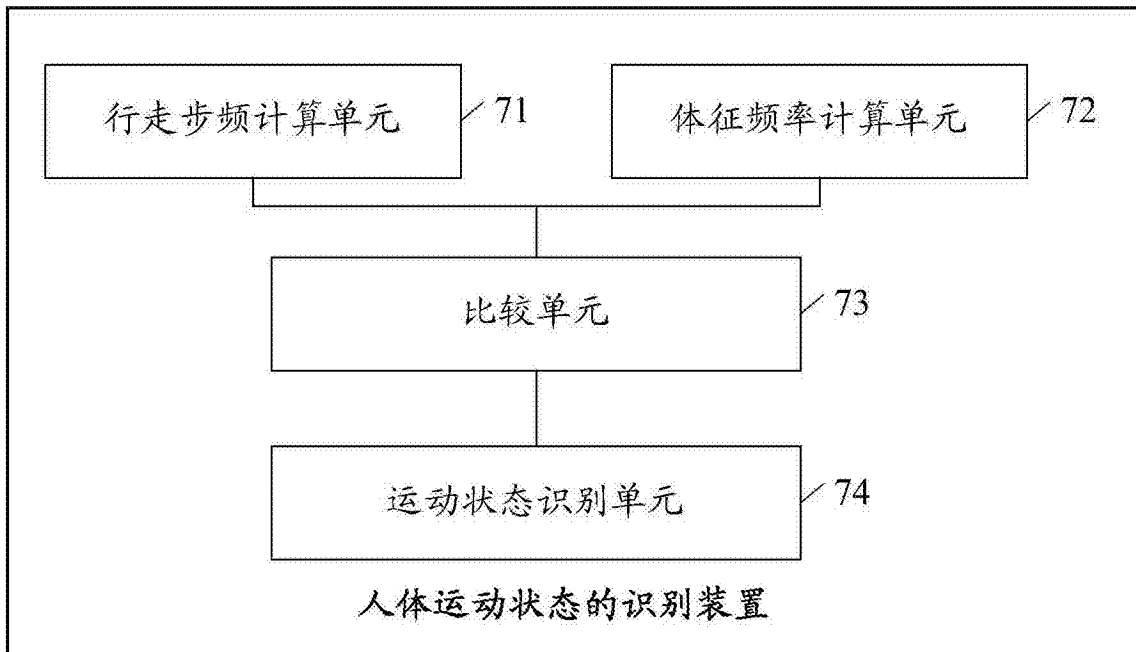 行走步频计算单元
71
体征频率计算单元
72
比较单元
73
运动状态识别单元
74
人体运动状态的识别装置